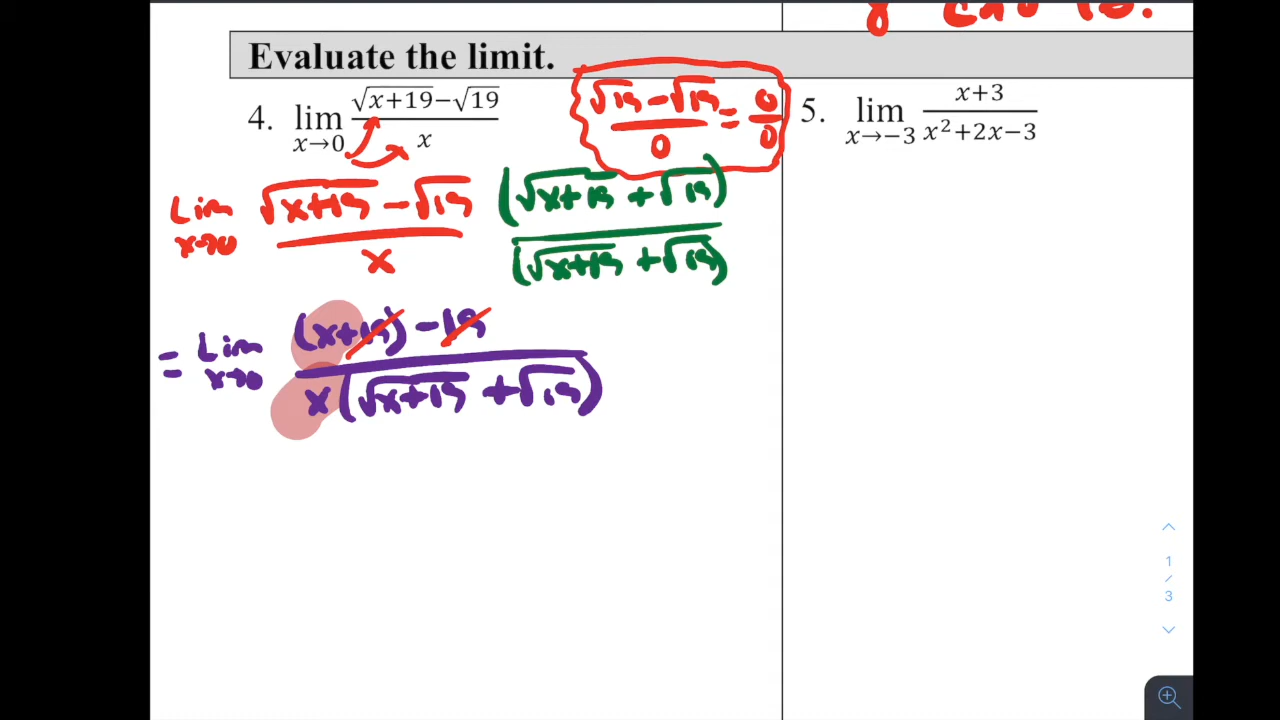 Evaluate the limit.
4. lim x→0 (√(x+19)−√19)/x
(√19 − √19)/0 = 0/0
Lim x→0 (√(x+19) − √19)/x (√(x+19) + √19)/(√(x+19) + √19)
= Lim x→0 ((x+19) − 19)/(x(√(x+19) + √19))
5. lim x→−3 (x+3)/(x²+2x−3)
1
/
3